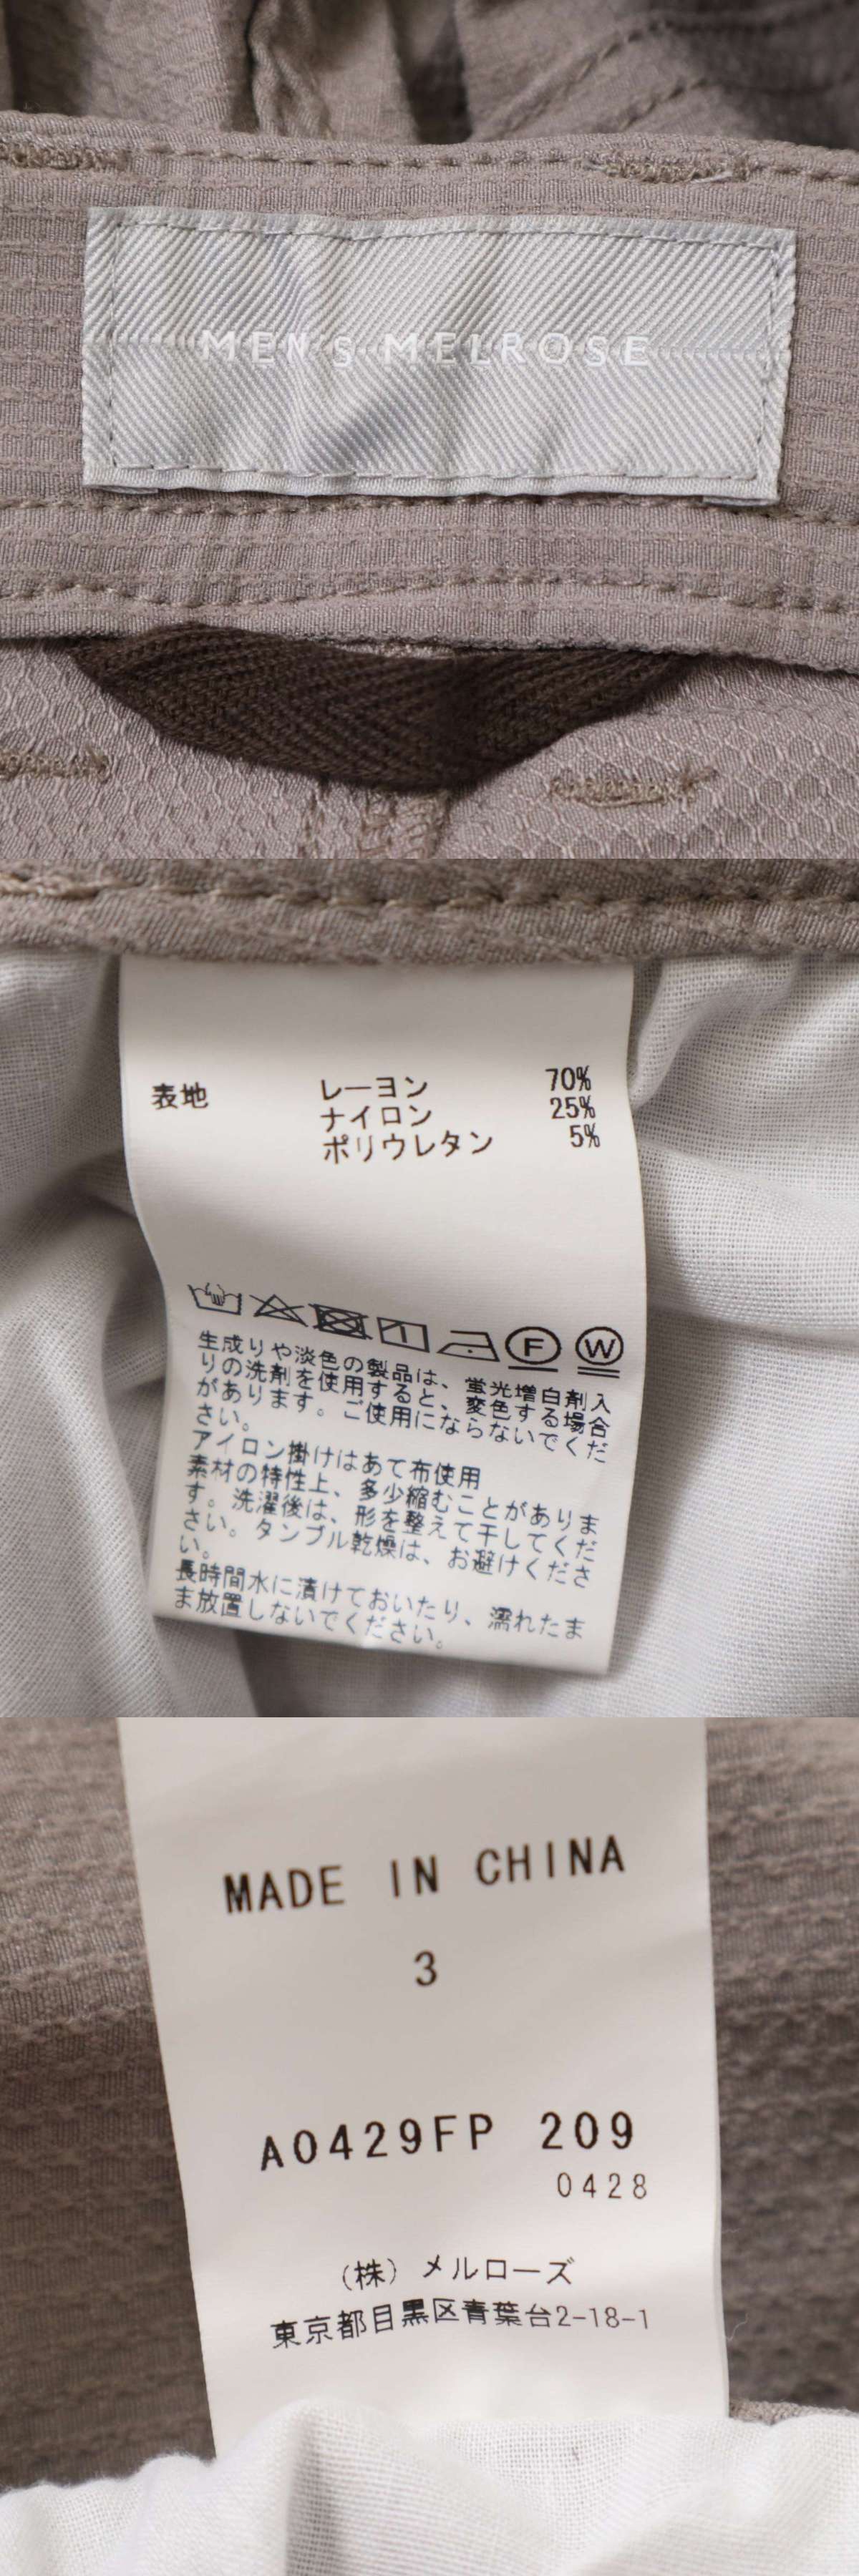 MEN'S MELROSE
表地 レーヨン 70%
ナイロン 25%
ポリウレタン 5%
F W
生成りや淡色の製品は、蛍光増白剤入
りの洗剤を使用すると、変色する場合
があります。ご使用にならないでくだ
さい。
アイロン掛けはあて布使用
素材の特性上、多少縮むことがありま
す。洗濯後は、形を整えて干してくだ
さい。タンブル乾燥は、お避けくださ
い。
長時間水に漬けておいたり、濡れたま
ま放置しないでください。
MADE IN CHINA
3
A0429FP 209
0428
(株) メルローズ
東京都目黒区青葉台2-18-1